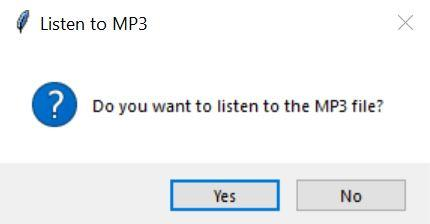 Listen to MP3
Do you want to listen to the MP3 file?
Yes
No